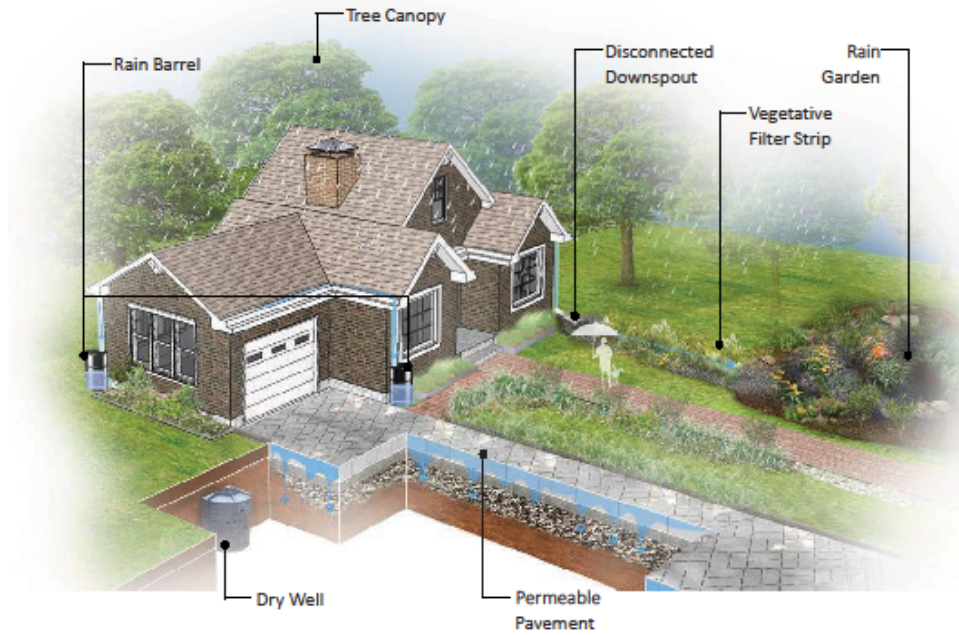 Tree Canopy
Rain Barrel
Disconnected
Downspout
Rain
Garden
Vegetative
Filter Strip
Dry Well
Permeable
Pavement